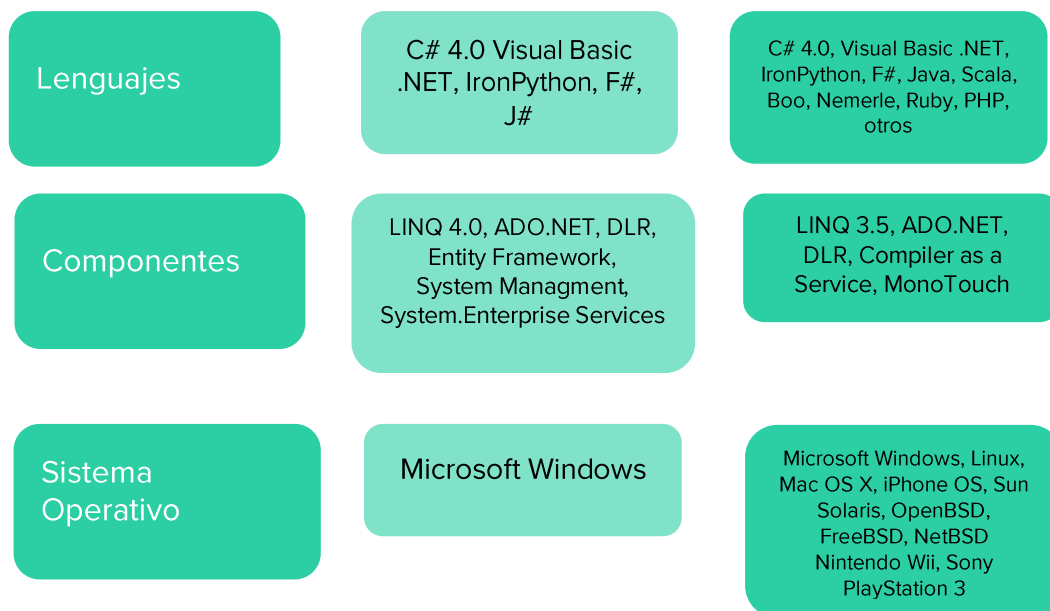 Lenguajes
C# 4.0 Visual Basic
.NET, IronPython, F#,
J#
C# 4.0, Visual Basic .NET,
IronPython, F#, Java, Scala,
Boo, Nemerle, Ruby, PHP,
otros
Componentes
LINQ 4.0, ADO.NET, DLR,
Entity Framework,
System Managment,
System.Enterprise Services
LINQ 3.5, ADO.NET,
DLR, Compiler as a
Service, MonoTouch
Sistema
Operativo
Microsoft Windows
Microsoft Windows, Linux,
Mac OS X, iPhone OS, Sun
Solaris, OpenBSD,
FreeBSD, NetBSD
Nintendo Wii, Sony
PlayStation 3